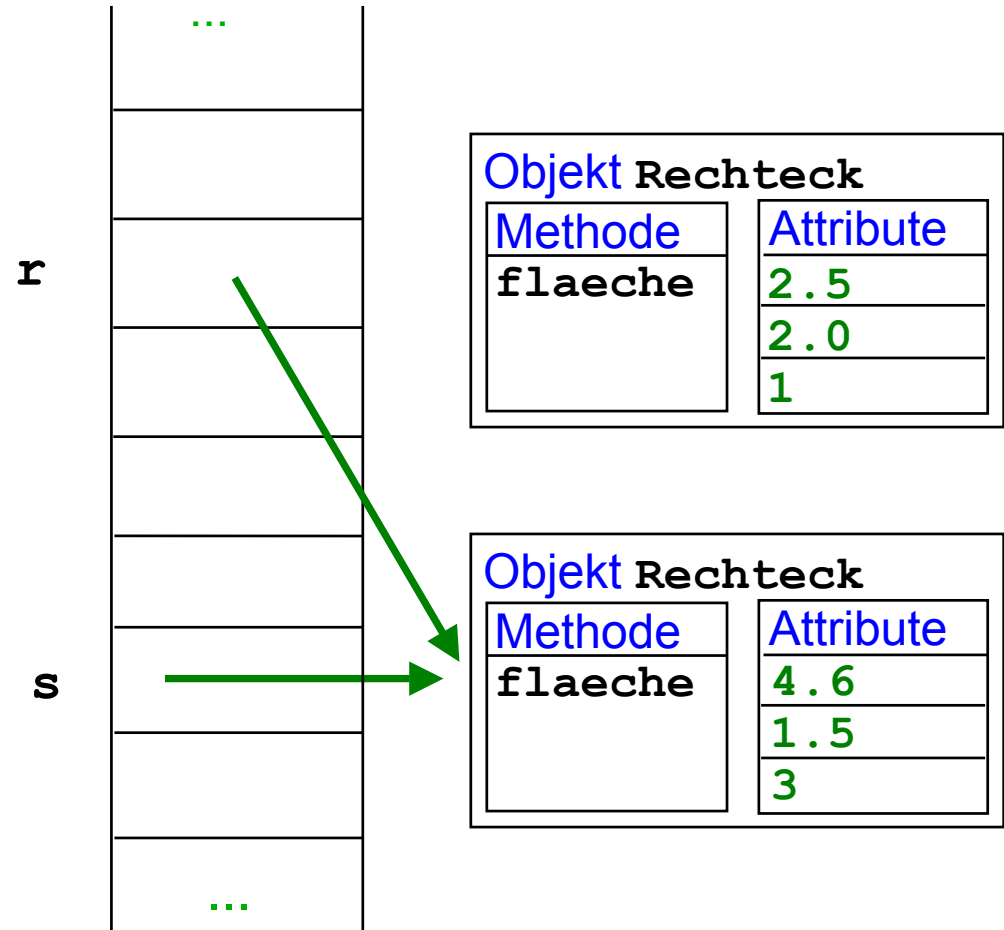 ...
r
Objekt Rechteck
Methode Attribute
flaeche 2.5
2.0
1
s
Objekt Rechteck
Methode Attribute
flaeche 4.6
1.5
3
...